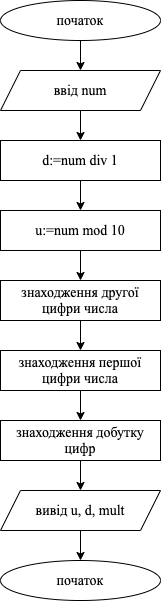 початок
ввід num
d:=num div 1
u:=num mod 10
знаходження другої
цифри числа
знаходження першої
цифри числа
знаходження добутку
цифр
вивід u, d, mult
початок